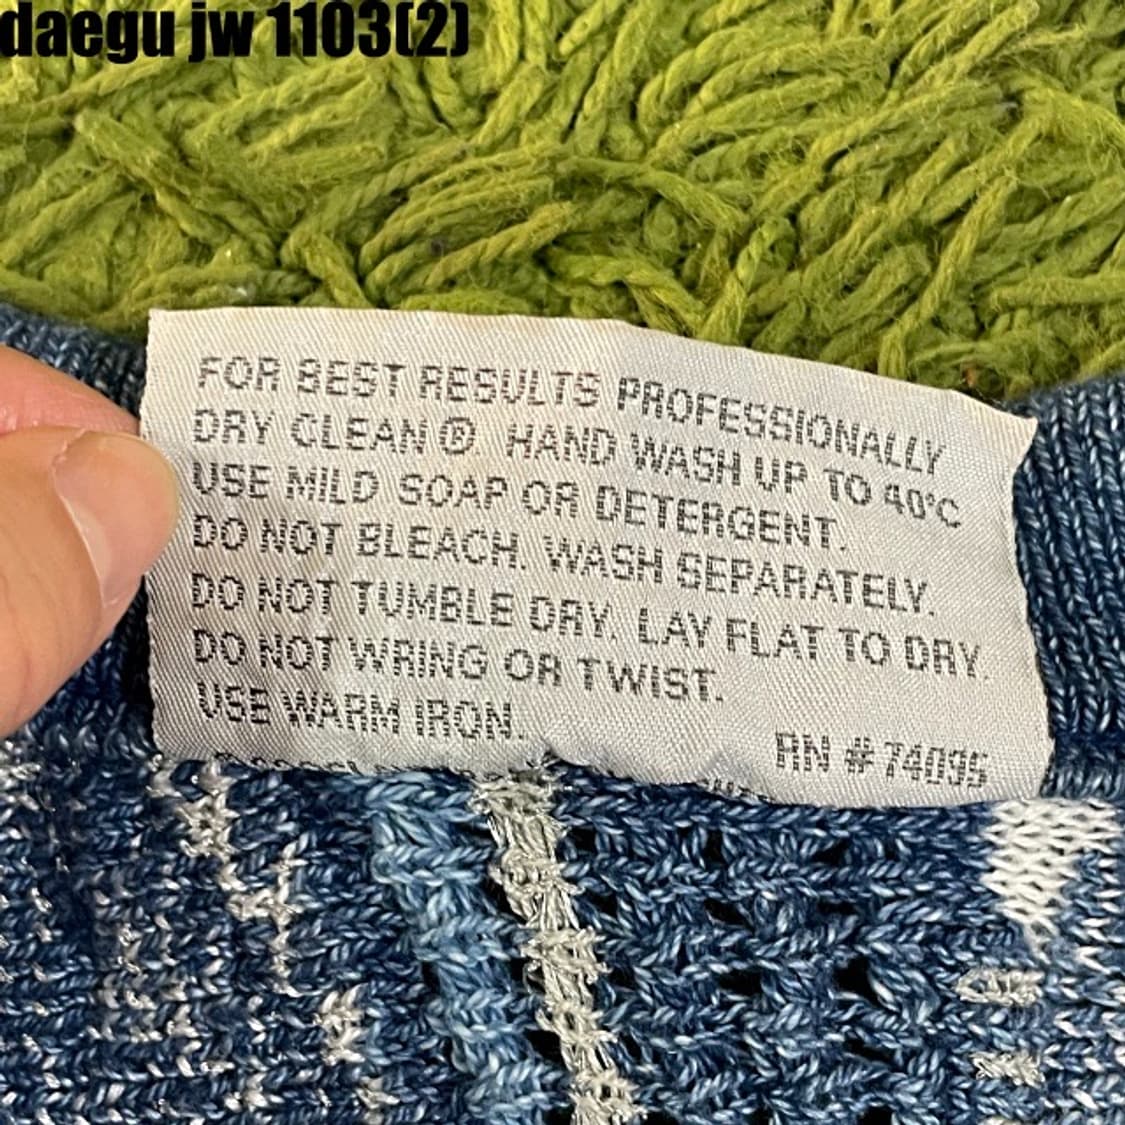 daegu jw 1103(2)
FOR BEST RESULTS PROFESSIONALLY
DRY CLEAN Ⓟ. HAND WASH UP TO 40°C
USE MILD SOAP OR DETERGENT.
DO NOT BLEACH. WASH SEPARATELY.
DO NOT TUMBLE DRY. LAY FLAT TO DRY.
DO NOT WRING OR TWIST.
USE WARM IRON.
RN # 74095